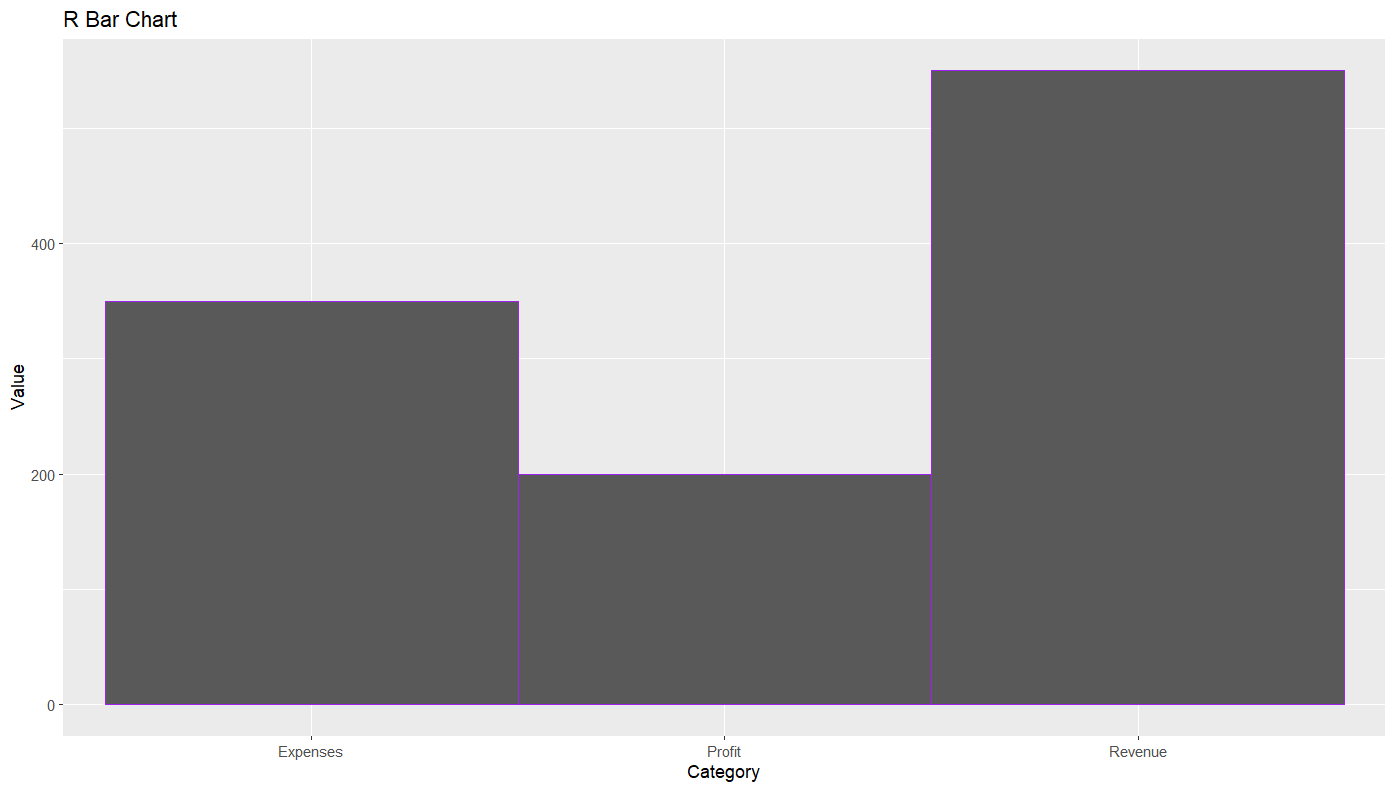 R Bar Chart
Value
400
200
0
Expenses Profit Revenue
Category